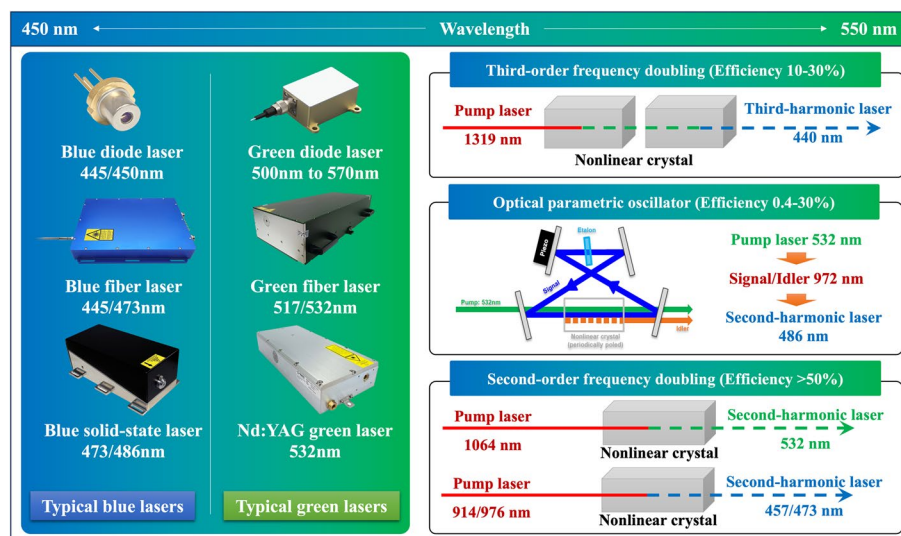 450 nm
Wavelength
550 nm
Blue diode laser
445/450nm
Green diode laser
500nm to 570nm
Blue fiber laser
445/473nm
Green fiber laser
517/532nm
Blue solid-state laser
473/486nm
Nd:YAG green laser
532nm
Typical blue lasers
Typical green lasers
Third-order frequency doubling (Efficiency 10-30%)
Pump laser
1319 nm
Third-harmonic laser
440 nm
Nonlinear crystal
Optical parametric oscillator (Efficiency 0.4-30%)
Piezo
Etalon
Signal
Pump: 532nm
Idler
Nonlinear crystal
(periodically poled)
Pump laser 532 nm
Signal/Idler 972 nm
Second-harmonic laser
486 nm
Second-order frequency doubling (Efficiency >50%)
Pump laser
1064 nm
Second-harmonic laser
532 nm
Nonlinear crystal
Pump laser
914/976 nm
Second-harmonic laser
457/473 nm
Nonlinear crystal